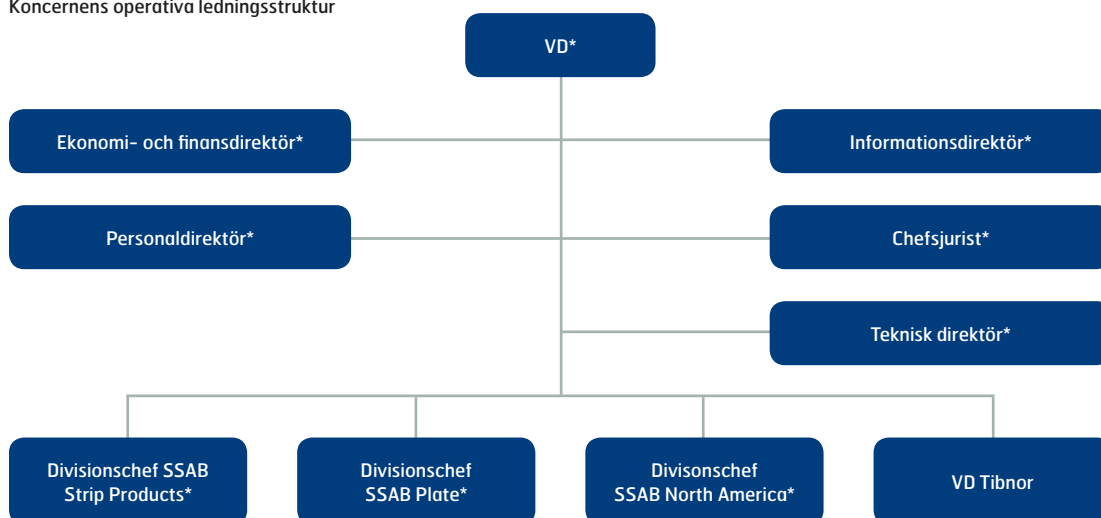 Koncernens operativa ledningsstruktur
VD*
Ekonomi- och finansdirektör*
Informationsdirektör*
Personaldirektör*
Chefsjurist*
Teknisk direktör*
Divisionschef SSAB
Strip Products*
Divisionschef
SSAB Plate*
Divisonschef
SSAB North America*
VD Tibnor